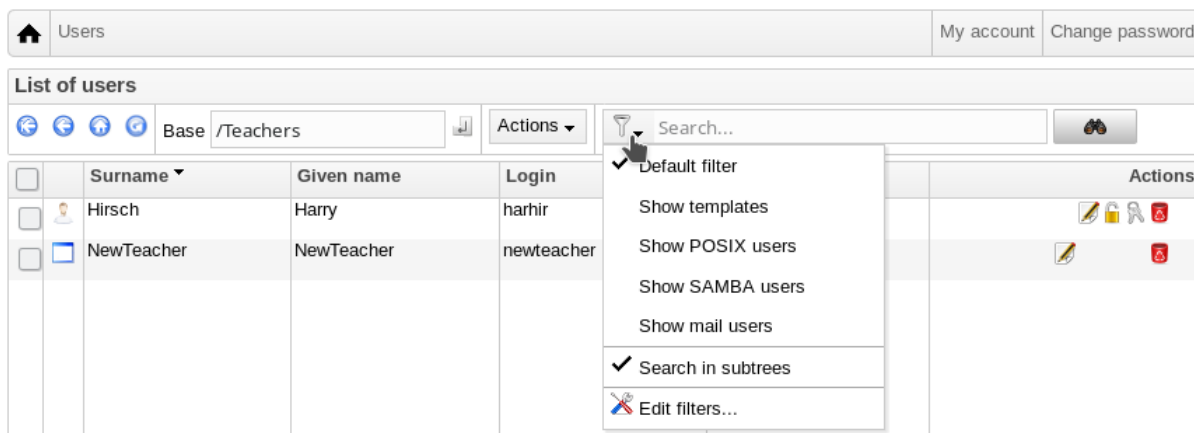 Users
My account
Change password
List of users
Base /Teachers
Actions
Search...
Surname
Given name
Login
Actions
Hirsch
Harry
harhir
NewTeacher
NewTeacher
newteacher
Default filter
Show templates
Show POSIX users
Show SAMBA users
Show mail users
Search in subtrees
Edit filters...